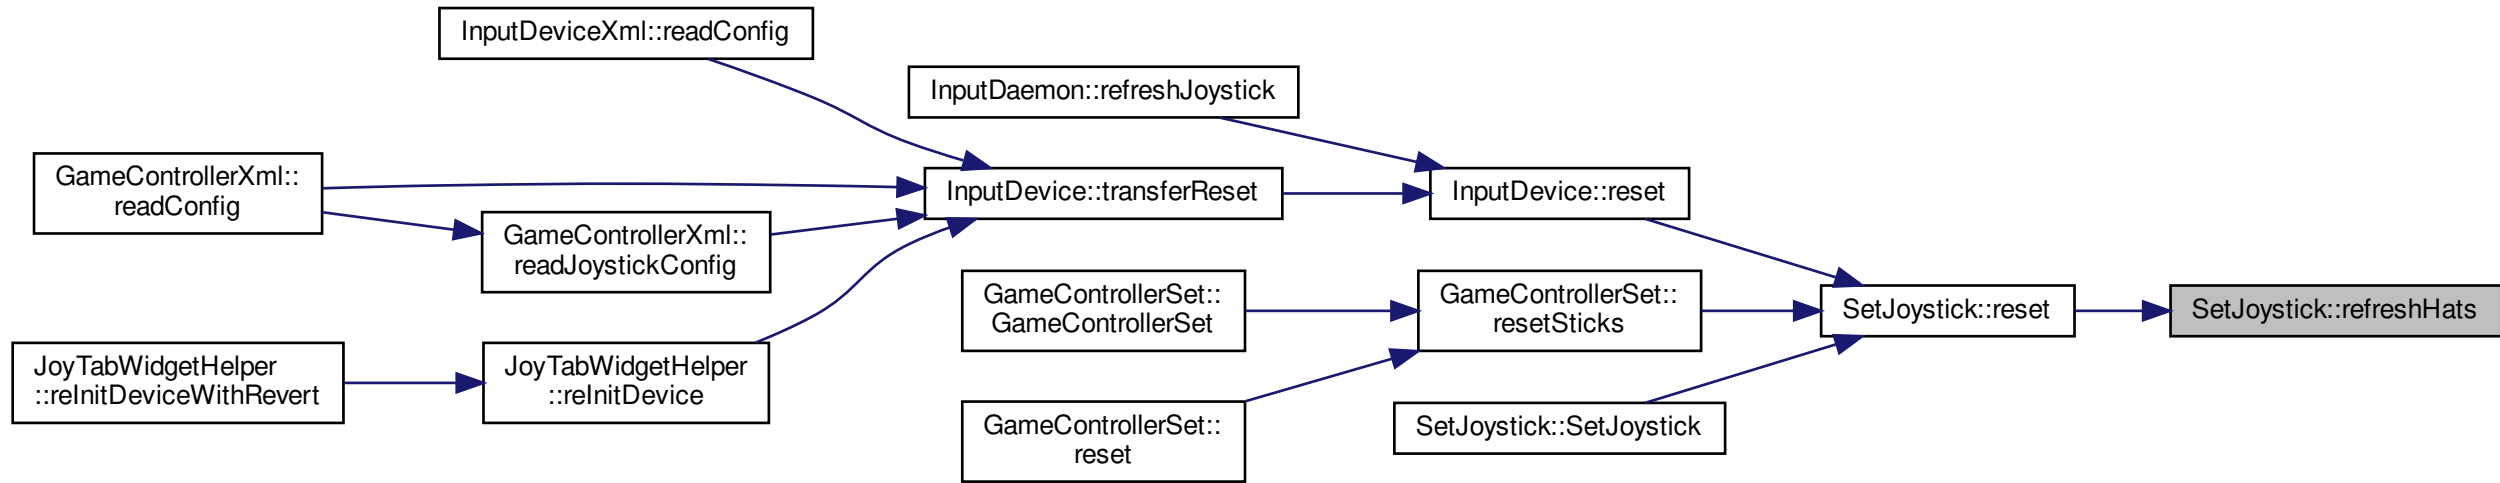 InputDeviceXml::readConfig
InputDaemon::refreshJoystick
GameControllerXml::
readConfig
InputDevice::transferReset
InputDevice::reset
GameControllerXml::
readJoystickConfig
GameControllerSet::
GameControllerSet
GameControllerSet::
resetSticks
SetJoystick::reset
SetJoystick::refreshHats
JoyTabWidgetHelper
::reInitDeviceWithRevert
JoyTabWidgetHelper
::reInitDevice
GameControllerSet::
reset
SetJoystick::SetJoystick